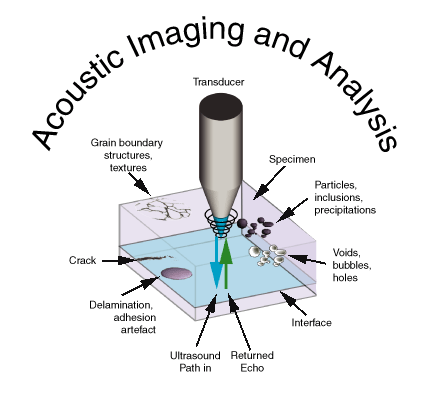 Acoustic Imaging and Analysis
Transducer
Grain boundary
structures,
textures
Specimen
Particles,
inclusions,
precipitations
Crack
Voids,
bubbles,
holes
Delamination,
adhesion
artefact
Interface
Ultrasound
Path in
Returned
Echo